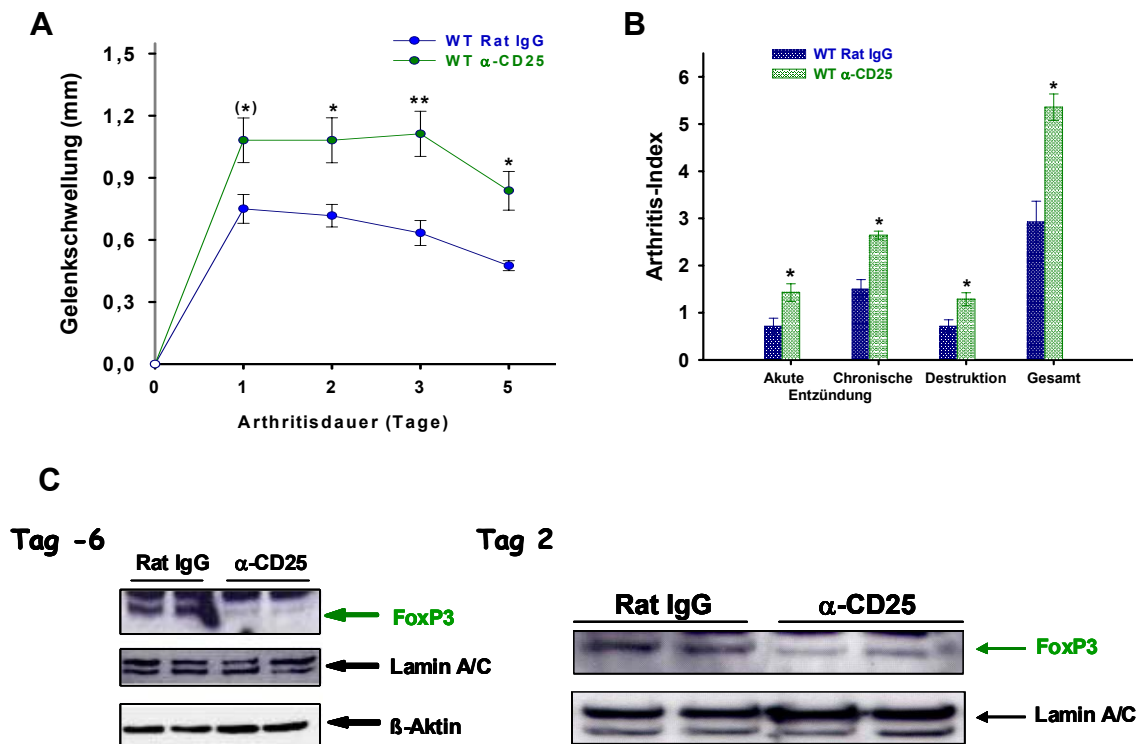 A
WT Rat IgG
WT α-CD25
Gelenkschwellung (mm)
1,5
1,2
0,9
0,6
0,3
0,0
(*)
*
**
*
0
1
2
3
5
Arthritisdauer (Tage)
B
WT Rat IgG
WT α-CD25
Arthritis-Index
6
5
4
3
2
1
0
*
*
*
*
Akute
Chronische
Destruktion
Gesamt
Entzündung
C
Tag -6
Rat IgG
α-CD25
FoxP3
Lamin A/C
ß-Aktin
Tag 2
Rat IgG
α-CD25
FoxP3
Lamin A/C